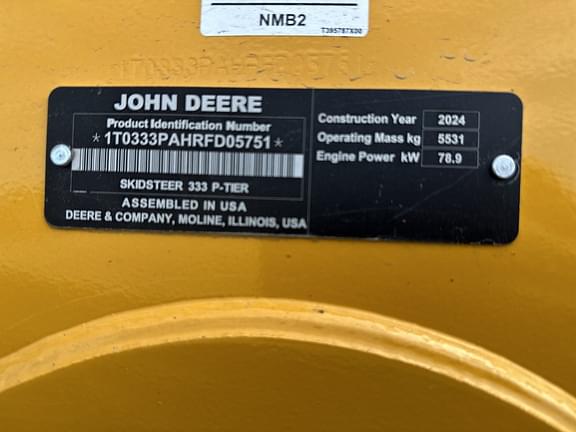 NMB2
T395787X00
JOHN DEERE
Product Identification Number
*1T0333PAHRFD05751*
SKIDSTEER 333 P-TIER
ASSEMBLED IN USA
DEERE & COMPANY, MOLINE, ILLINOIS, USA
Construction Year 2024
Operating Mass kg 5531
Engine Power kW 78.9